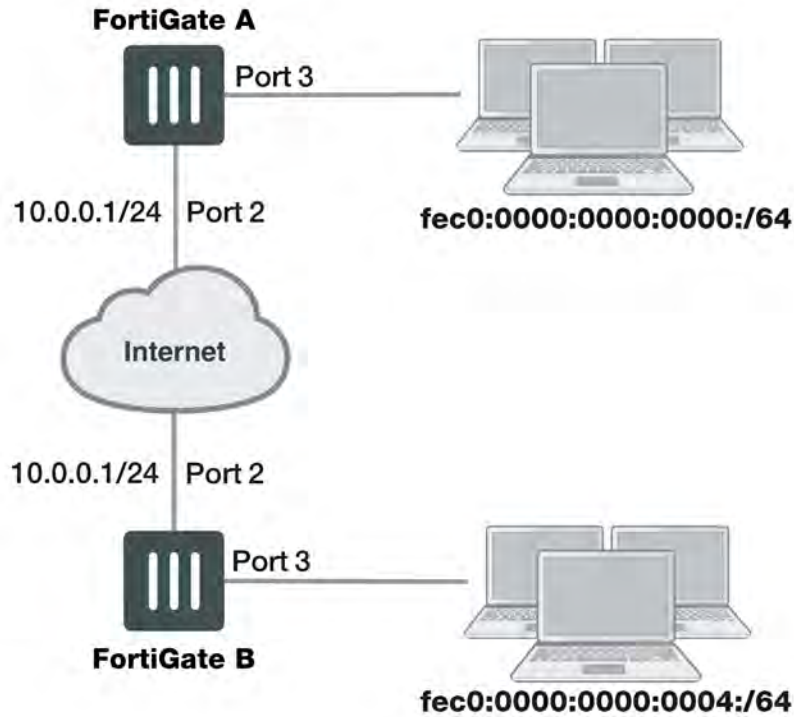 FortiGate A
Port 3
10.0.0.1/24 Port 2
fec0:0000:0000:0000:/64
Internet
10.0.0.1/24 Port 2
Port 3
FortiGate B
fec0:0000:0000:0004:/64